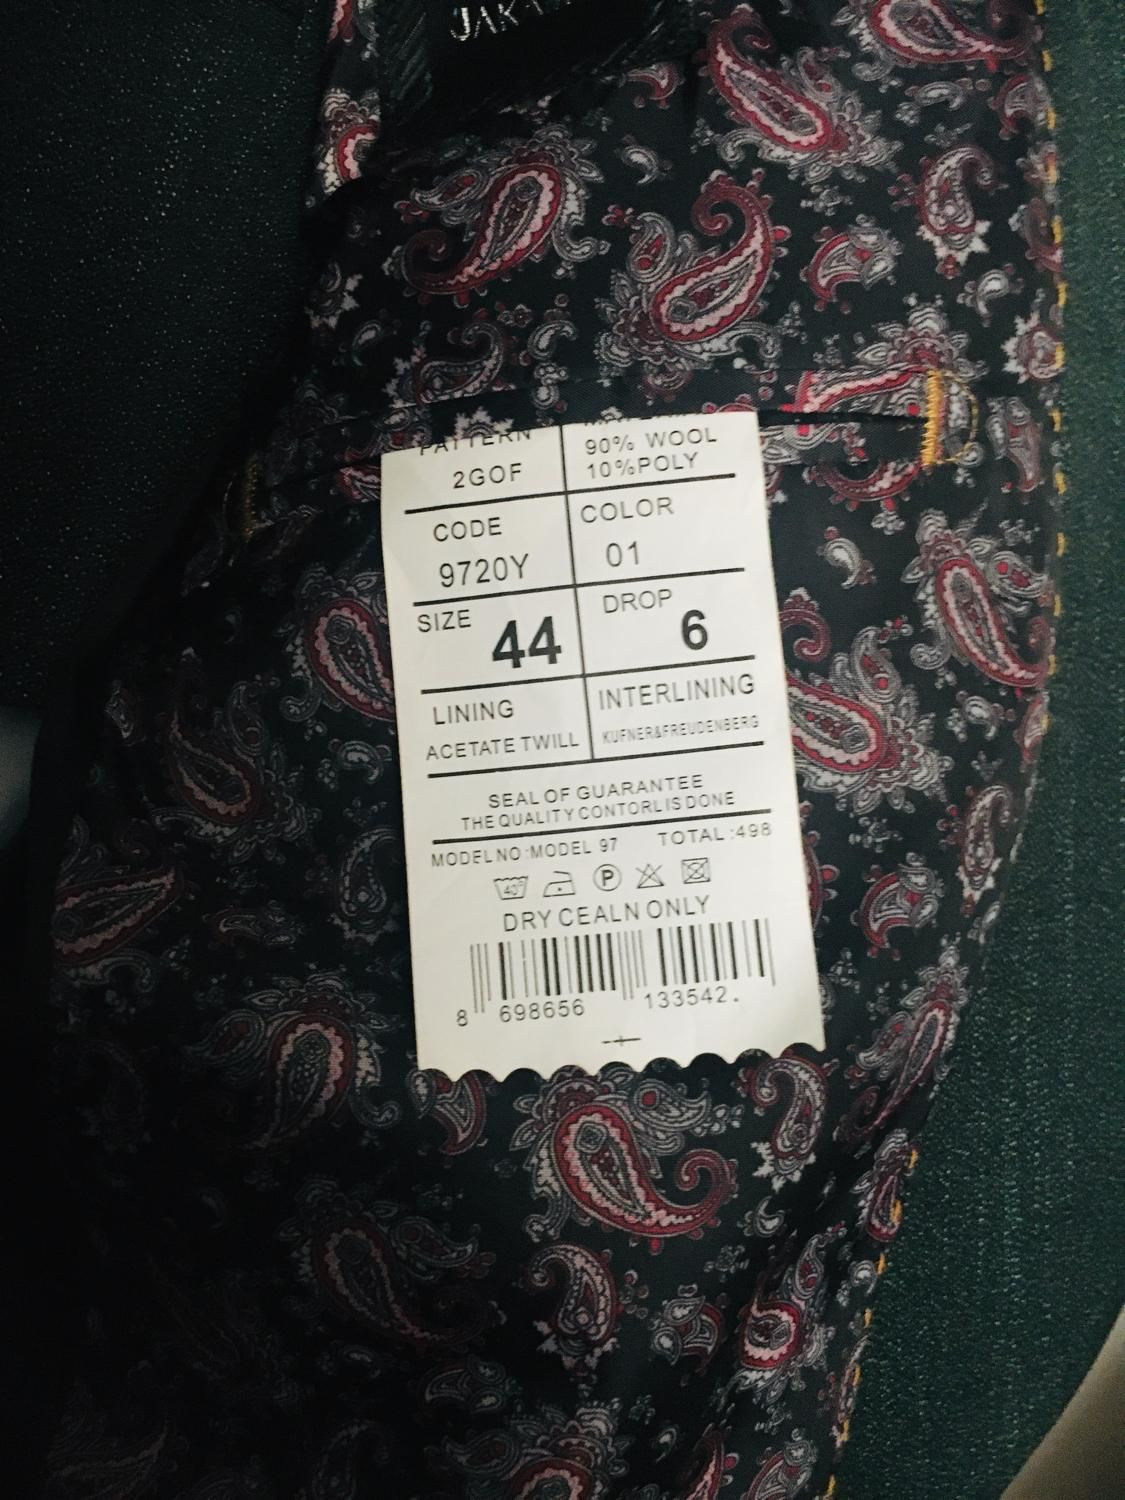 PATTERN
2GOF
90% WOOL
10%POLY
CODE
9720Y
COLOR
01
SIZE
44
DROP
6
LINING
ACETATE TWILL
INTERLINING
KUFNER&FREUDENBERG
SEAL OF GUARANTEE
THE QUALITY CONTORL IS DONE
MODEL NO :MODEL 97 TOTAL :498
40° P
DRY CEALN ONLY
8 698656 133542.